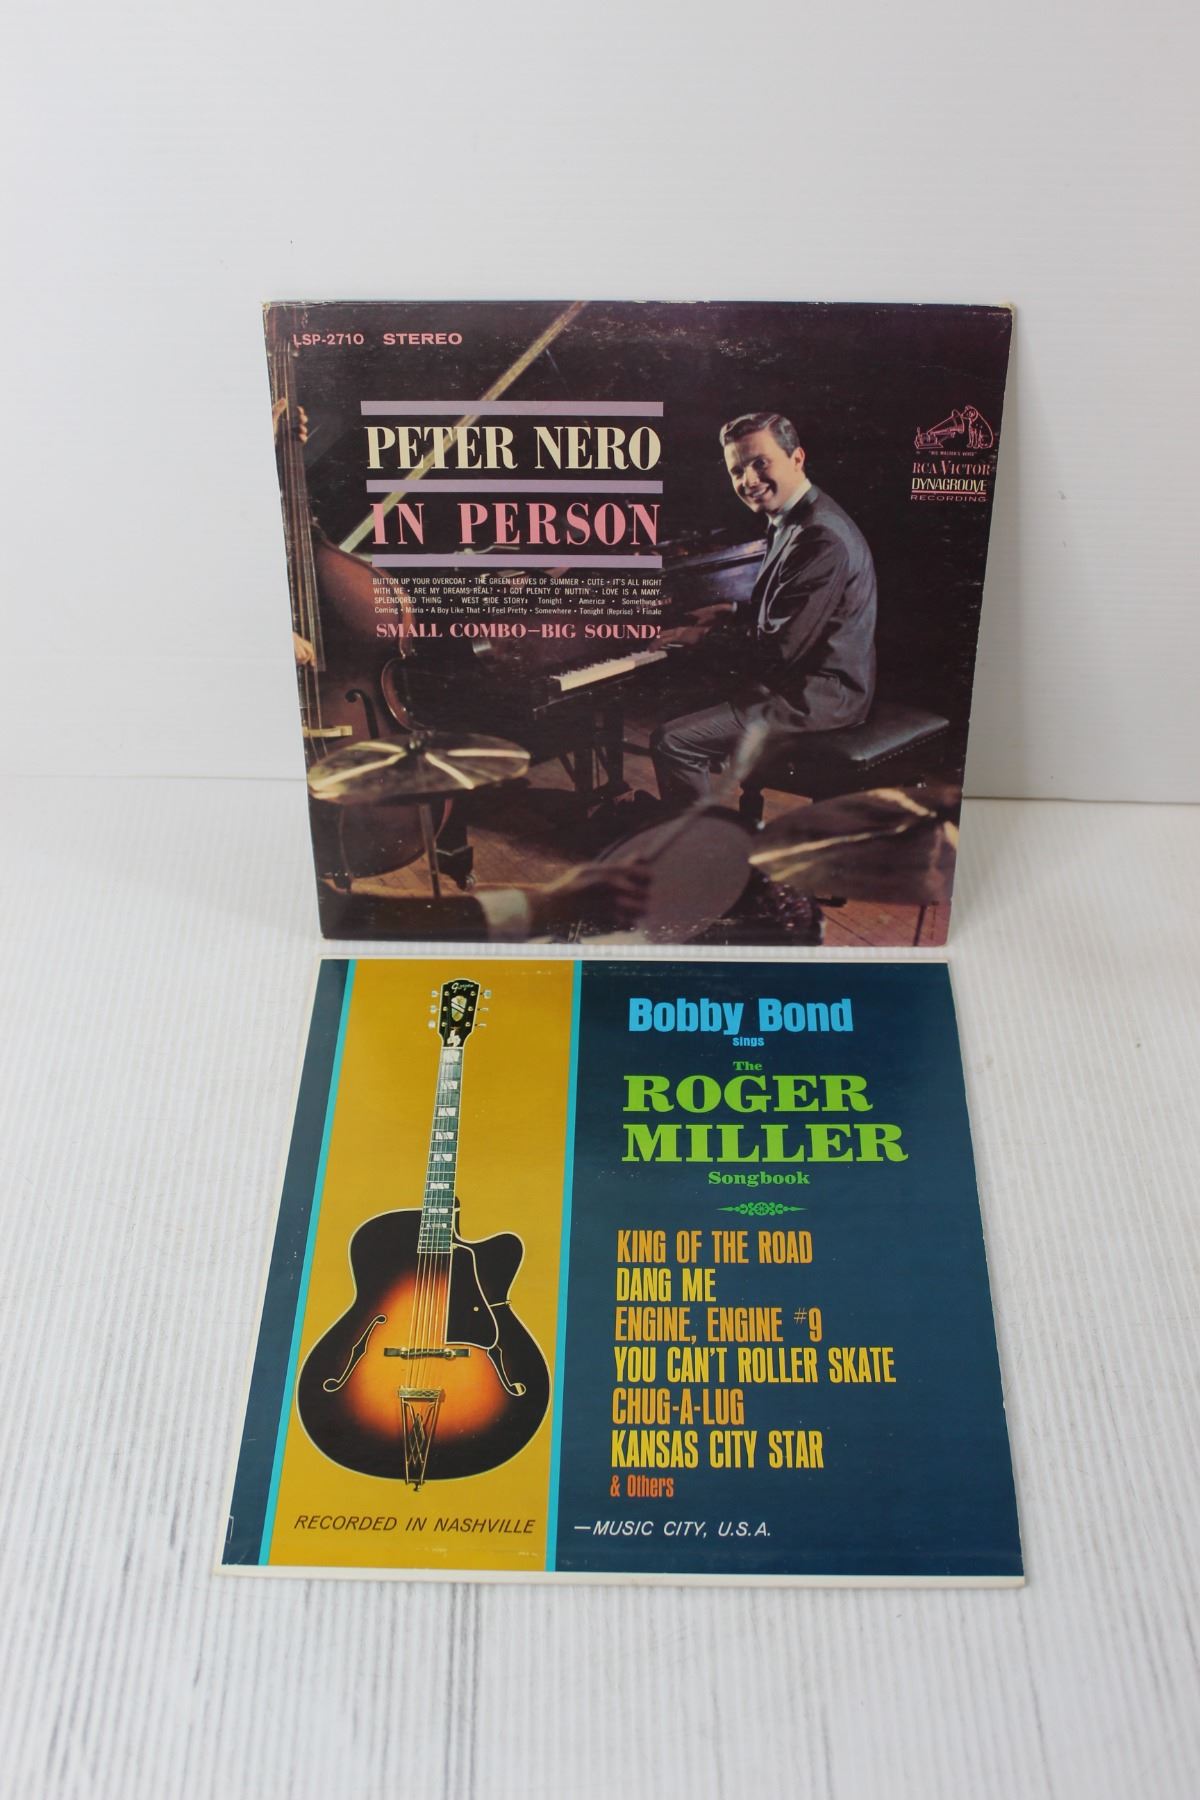 LSP-2710 STEREO
PETER NERO
IN PERSON
BUTTON UP YOUR OVERCOAT • THE GREEN LEAVES OF SUMMER • CUTE • IT'S ALL RIGHT
WITH ME • ARE MY DREAMS REAL? • I GOT PLENTY O' NUTTIN' • LOVE IS A MANY-
SPLENDORED THING • WEST SIDE STORY: Tonight • America • Something's
Coming • Maria • A Boy Like That • I Feel Pretty • Somewhere • Tonight (Reprise) • Finale
SMALL COMBO—BIG SOUND!
"HIS MASTER'S VOICE"
RCA VICTOR
DYNAGROOVE
RECORDING
Gibson
Bobby Bond
sings
The
ROGER
MILLER
Songbook
KING OF THE ROAD
DANG ME
ENGINE, ENGINE #9
YOU CAN'T ROLLER SKATE
CHUG-A-LUG
KANSAS CITY STAR
& Others
RECORDED IN NASHVILLE —MUSIC CITY, U.S.A.